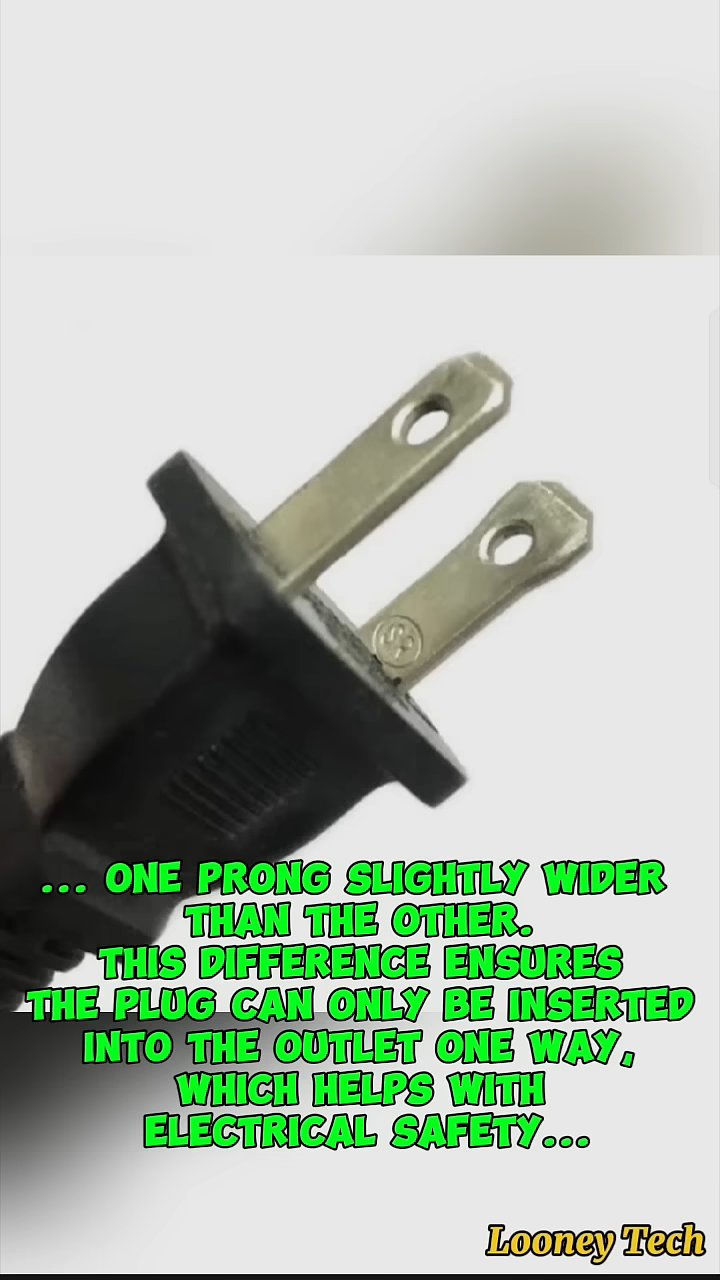 ... ONE PRONG SLIGHTLY WIDER
THAN THE OTHER.
THIS DIFFERENCE ENSURES
THE PLUG CAN ONLY BE INSERTED
INTO THE OUTLET ONE WAY,
WHICH HELPS WITH
ELECTRICAL SAFETY...
Looney Tech